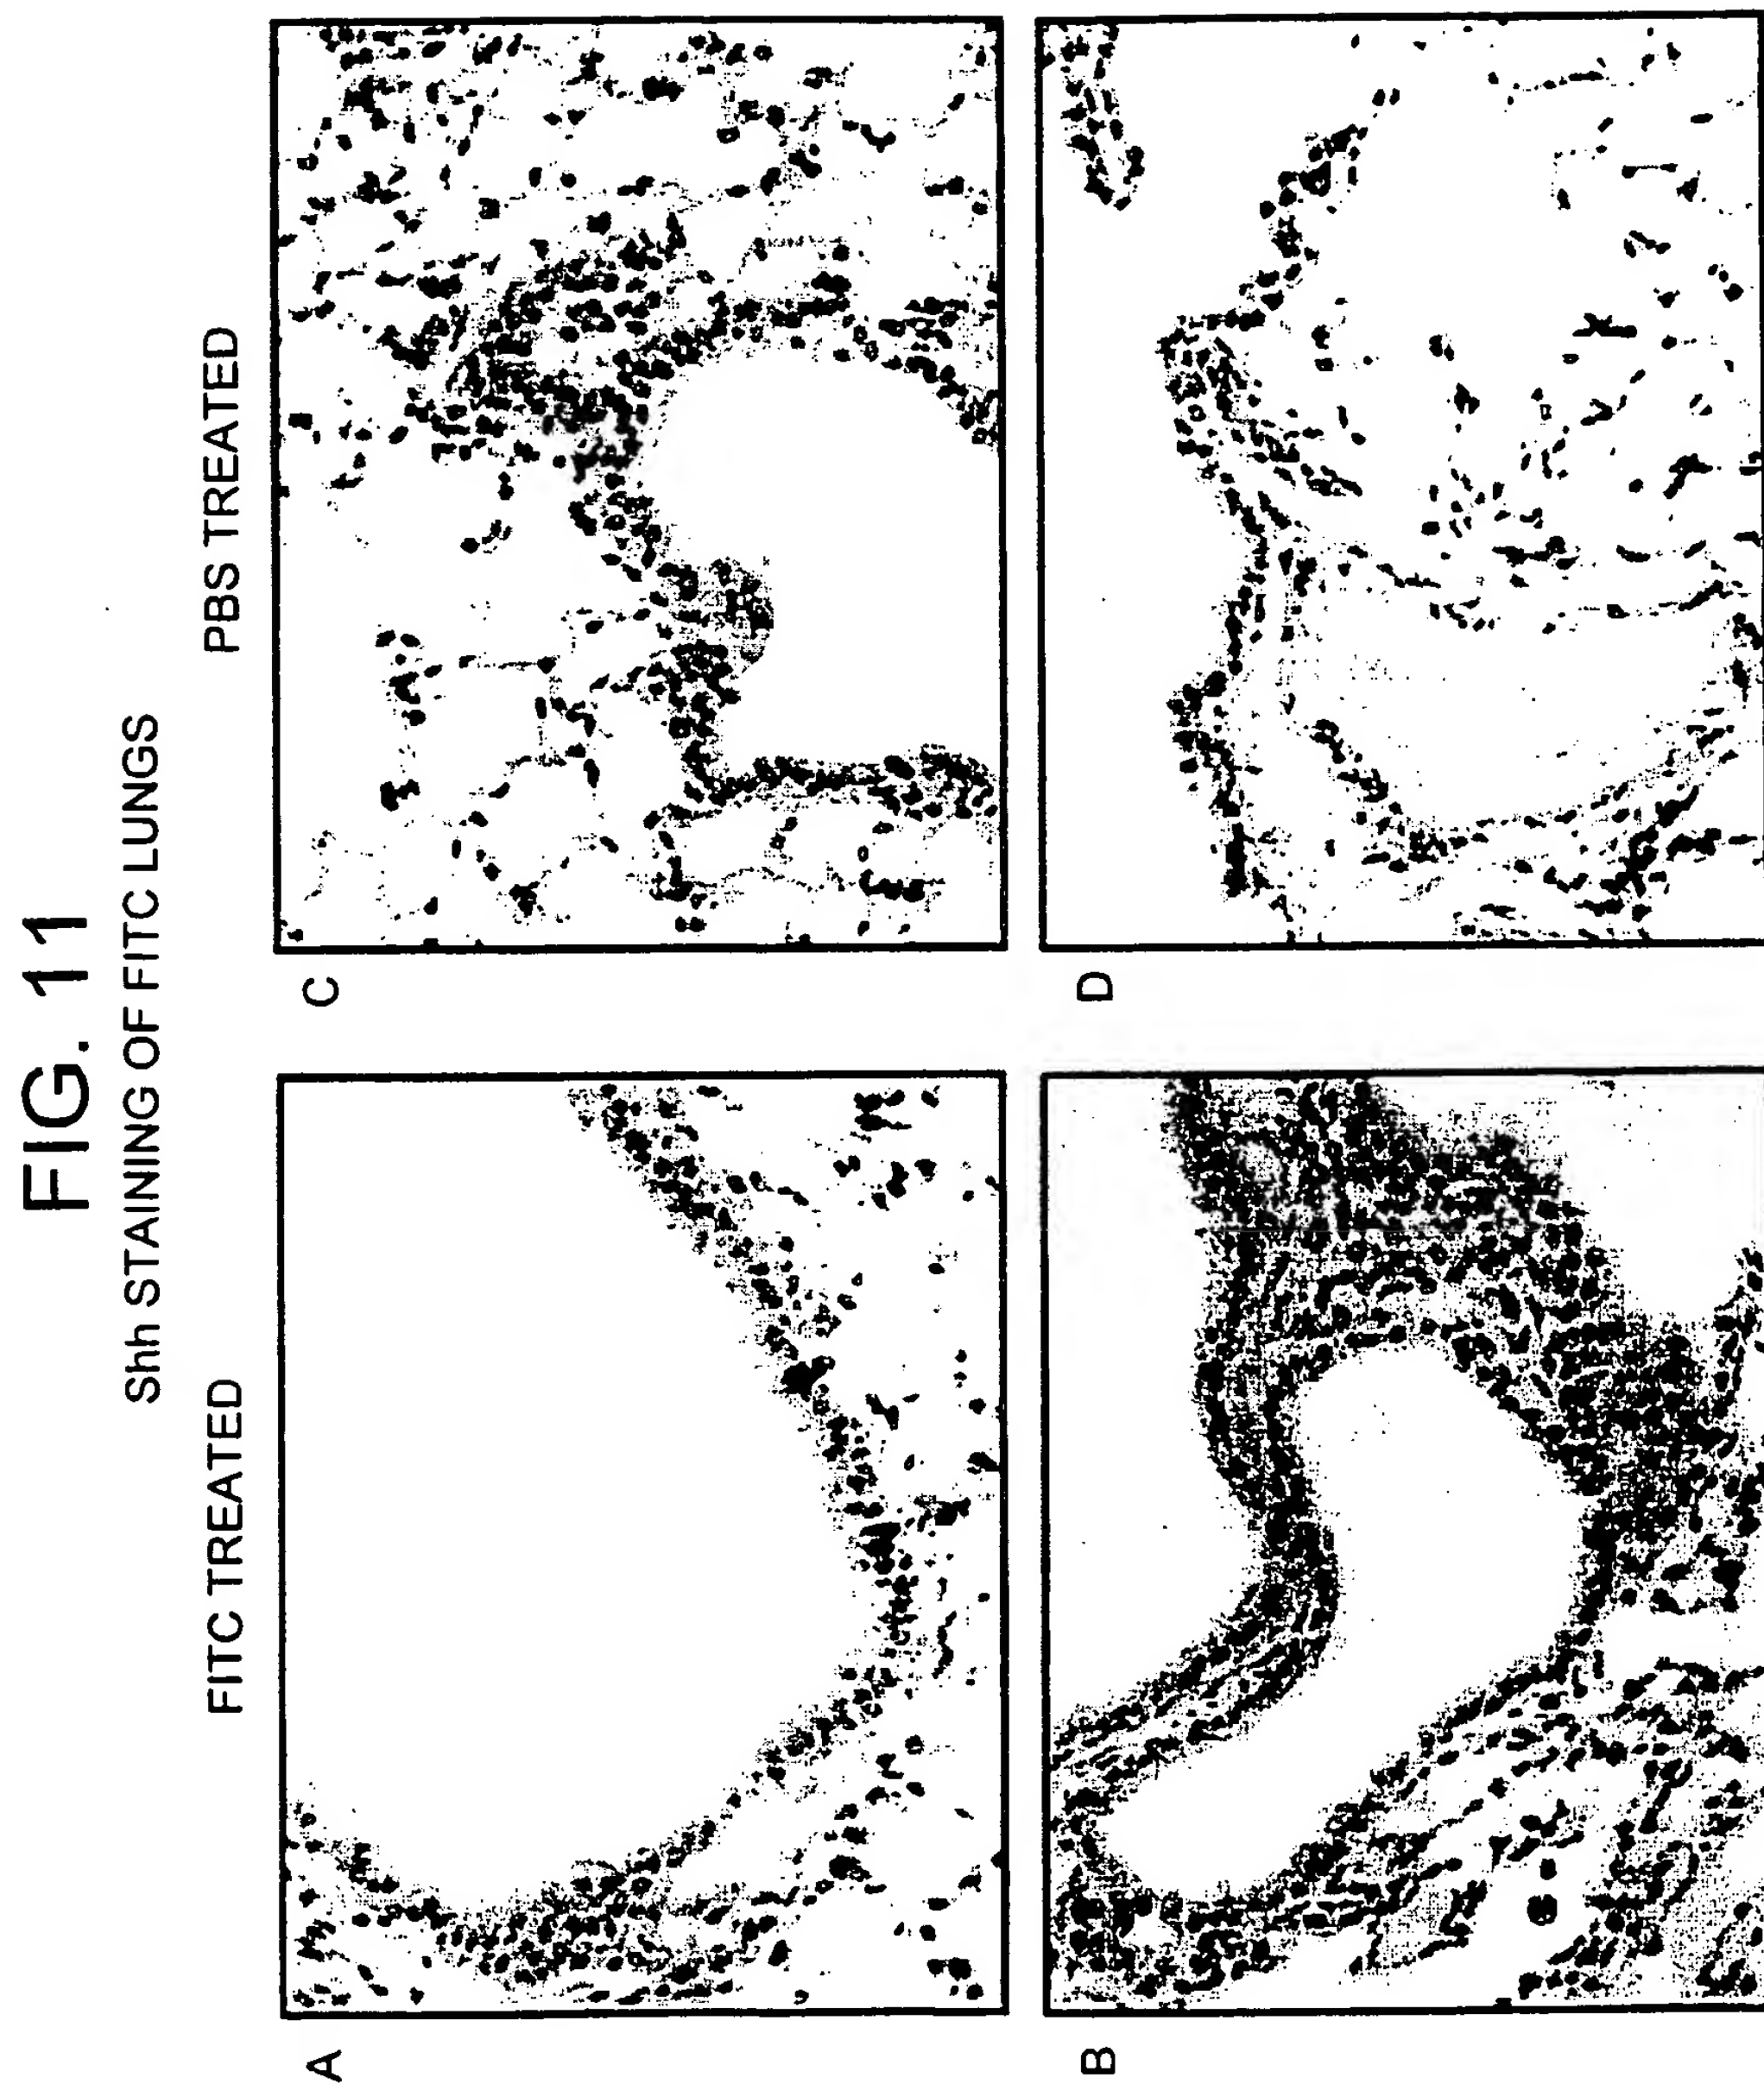 FIG. 11
Shh STAINING OF FITC LUNGS
FITC TREATED
PBS TREATED
A
C
B
D